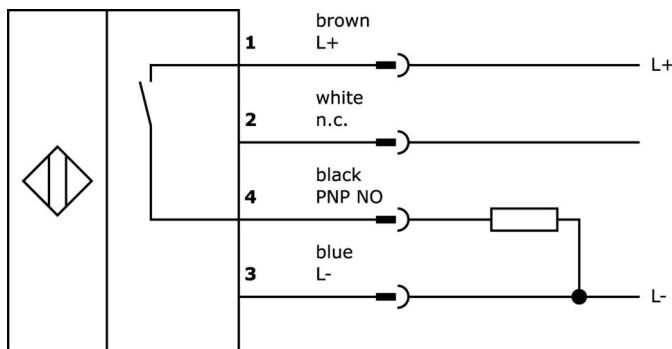 brown
1 L+
L+
white
2 n.c.
black
4 PNP NO
blue
3 L-
L-